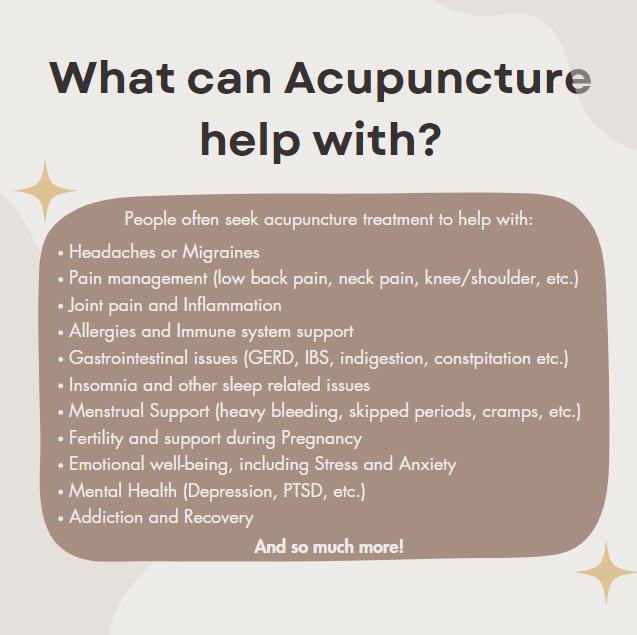 What can Acupuncture
help with?
People often seek acupuncture treatment to help with:
• Headaches or Migraines
• Pain management (low back pain, neck pain, knee/shoulder, etc.)
• Joint pain and Inflammation
• Allergies and Immune system support
• Gastrointestinal issues (GERD, IBS, indigestion, constpitation etc.)
• Insomnia and other sleep related issues
• Menstrual Support (heavy bleeding, skipped periods, cramps, etc.)
• Fertility and support during Pregnancy
• Emotional well-being, including Stress and Anxiety
• Mental Health (Depression, PTSD, etc.)
• Addiction and Recovery
And so much more!